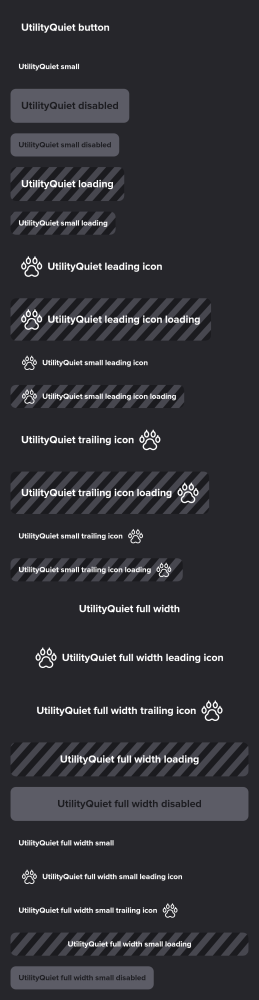 UtilityQuiet button
UtilityQuiet small
UtilityQuiet disabled
UtilityQuiet small disabled
UtilityQuiet loading
UtilityQuiet small loading
UtilityQuiet leading icon
UtilityQuiet leading icon loading
UtilityQuiet small leading icon
UtilityQuiet small leading icon loading
UtilityQuiet trailing icon
UtilityQuiet trailing icon loading
UtilityQuiet small trailing icon
UtilityQuiet small trailing icon loading
UtilityQuiet full width
UtilityQuiet full width leading icon
UtilityQuiet full width trailing icon
UtilityQuiet full width loading
UtilityQuiet full width disabled
UtilityQuiet full width small
UtilityQuiet full width small leading icon
UtilityQuiet full width small trailing icon
UtilityQuiet full width small loading
UtilityQuiet full width small disabled